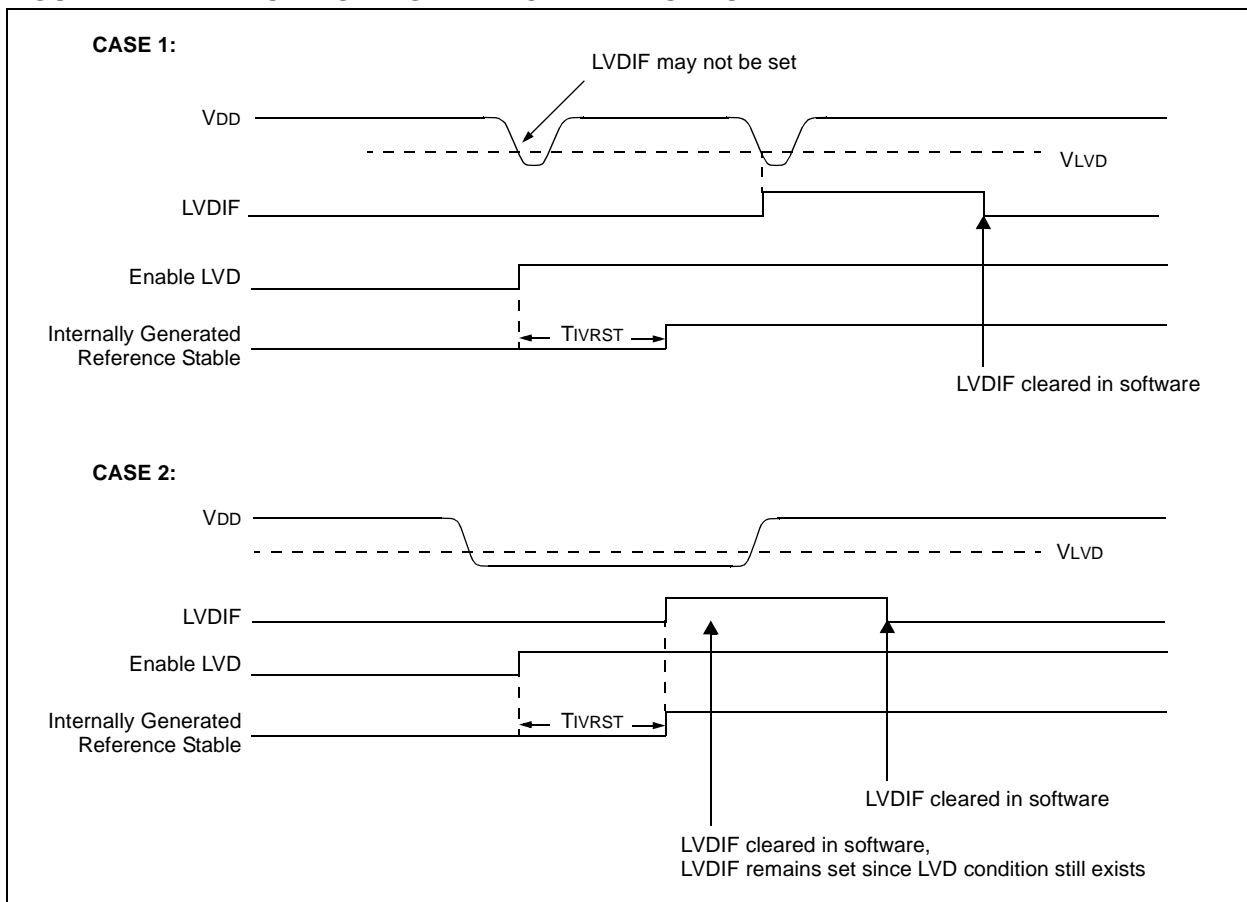 CASE 1:
LVDIF may not be set
VDD
VLVD
LVDIF
Enable LVD
Internally Generated
Reference Stable
TIVRST
LVDIF cleared in software
CASE 2:
VDD
VLVD
LVDIF
Enable LVD
Internally Generated
Reference Stable
TIVRST
LVDIF cleared in software
LVDIF cleared in software,
LVDIF remains set since LVD condition still exists